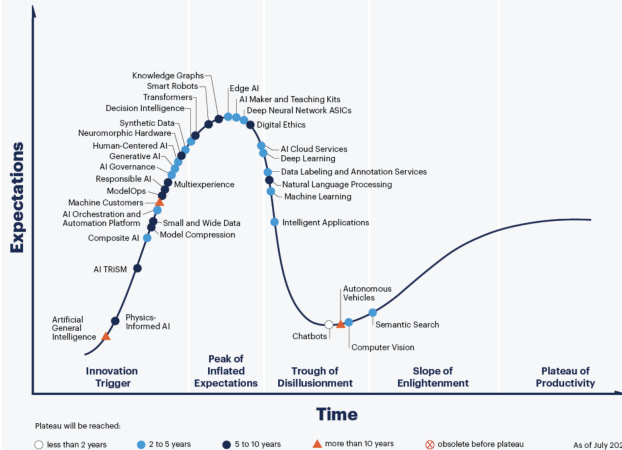 Expectations
Knowledge Graphs
Smart Robots
Transformers
Decision Intelligence
Synthetic Data
Neuromorphic Hardware
Human-Centered AI
Generative AI
AI Governance
Responsible AI
ModelOps
Machine Customers
AI Orchestration and
Automation Platform
Composite AI
AI TRiSM
Artificial
General
Intelligence
Physics-
Informed AI
Multiexperience
Small and Wide Data
Model Compression
Edge AI
AI Maker and Teaching Kits
Deep Neural Network ASICs
Digital Ethics
AI Cloud Services
Deep Learning
Data Labeling and Annotation Services
Natural Language Processing
Machine Learning
Intelligent Applications
Chatbots
Autonomous
Vehicles
Computer Vision
Semantic Search
Innovation
Trigger
Peak of
Inflated
Expectations
Trough of
Disillusionment
Slope of
Enlightenment
Plateau of
Productivity
Time
Plateau will be reached:
less than 2 years
2 to 5 years
5 to 10 years
more than 10 years
obsolete before plateau
As of July